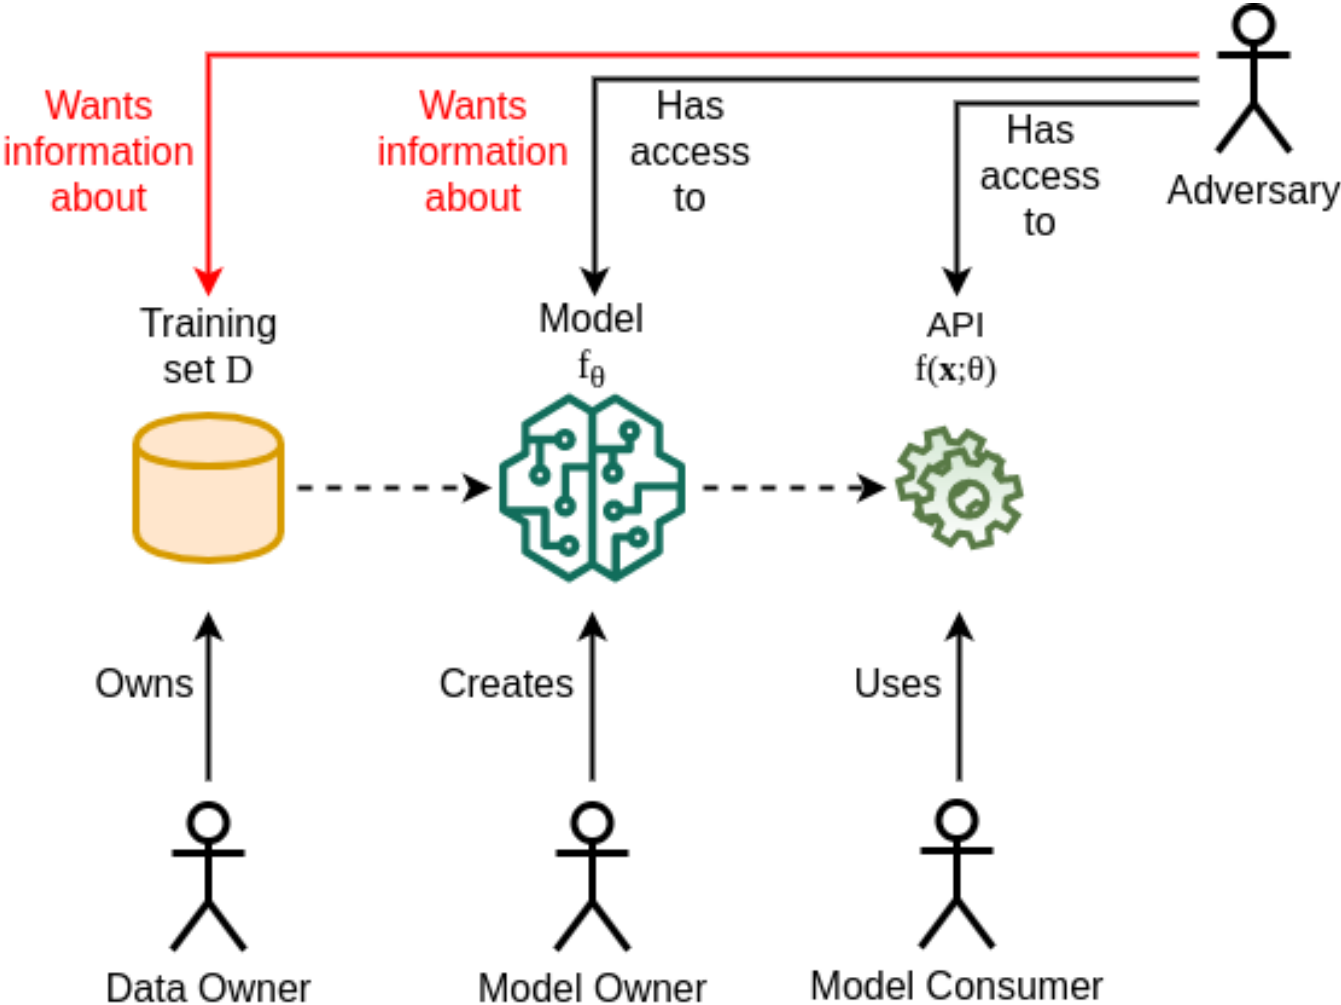 Wants
information
about
Wants
information
about
Has
access
to
Has
access
to
Adversary
Training
set D
Model
fθ
API
f(x;θ)
Owns
Creates
Uses
Data Owner
Model Owner
Model Consumer